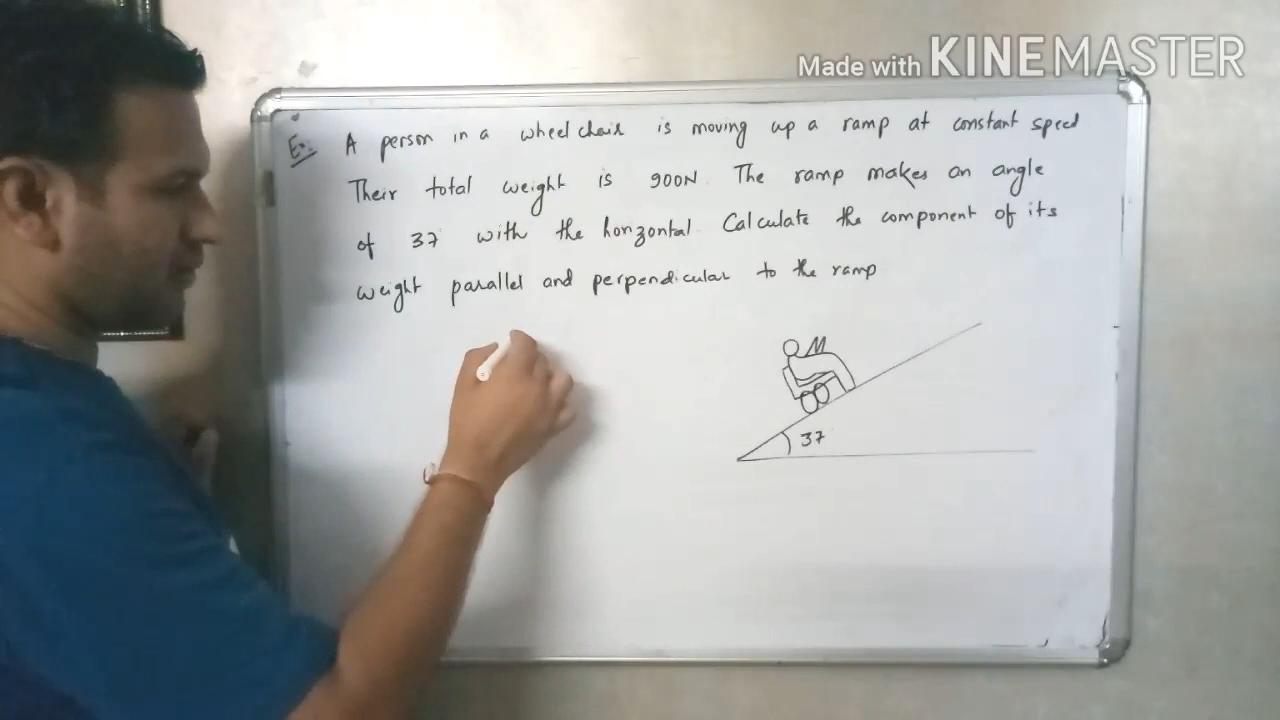 Made with KINEMASTER
Ex: A person in a wheelchair is moving up a ramp at constant speed
Their total weight is 900N. The ramp makes an angle
of 37 with the horizontal. Calculate the component of its
weight parallel and perpendicular to the ramp
37